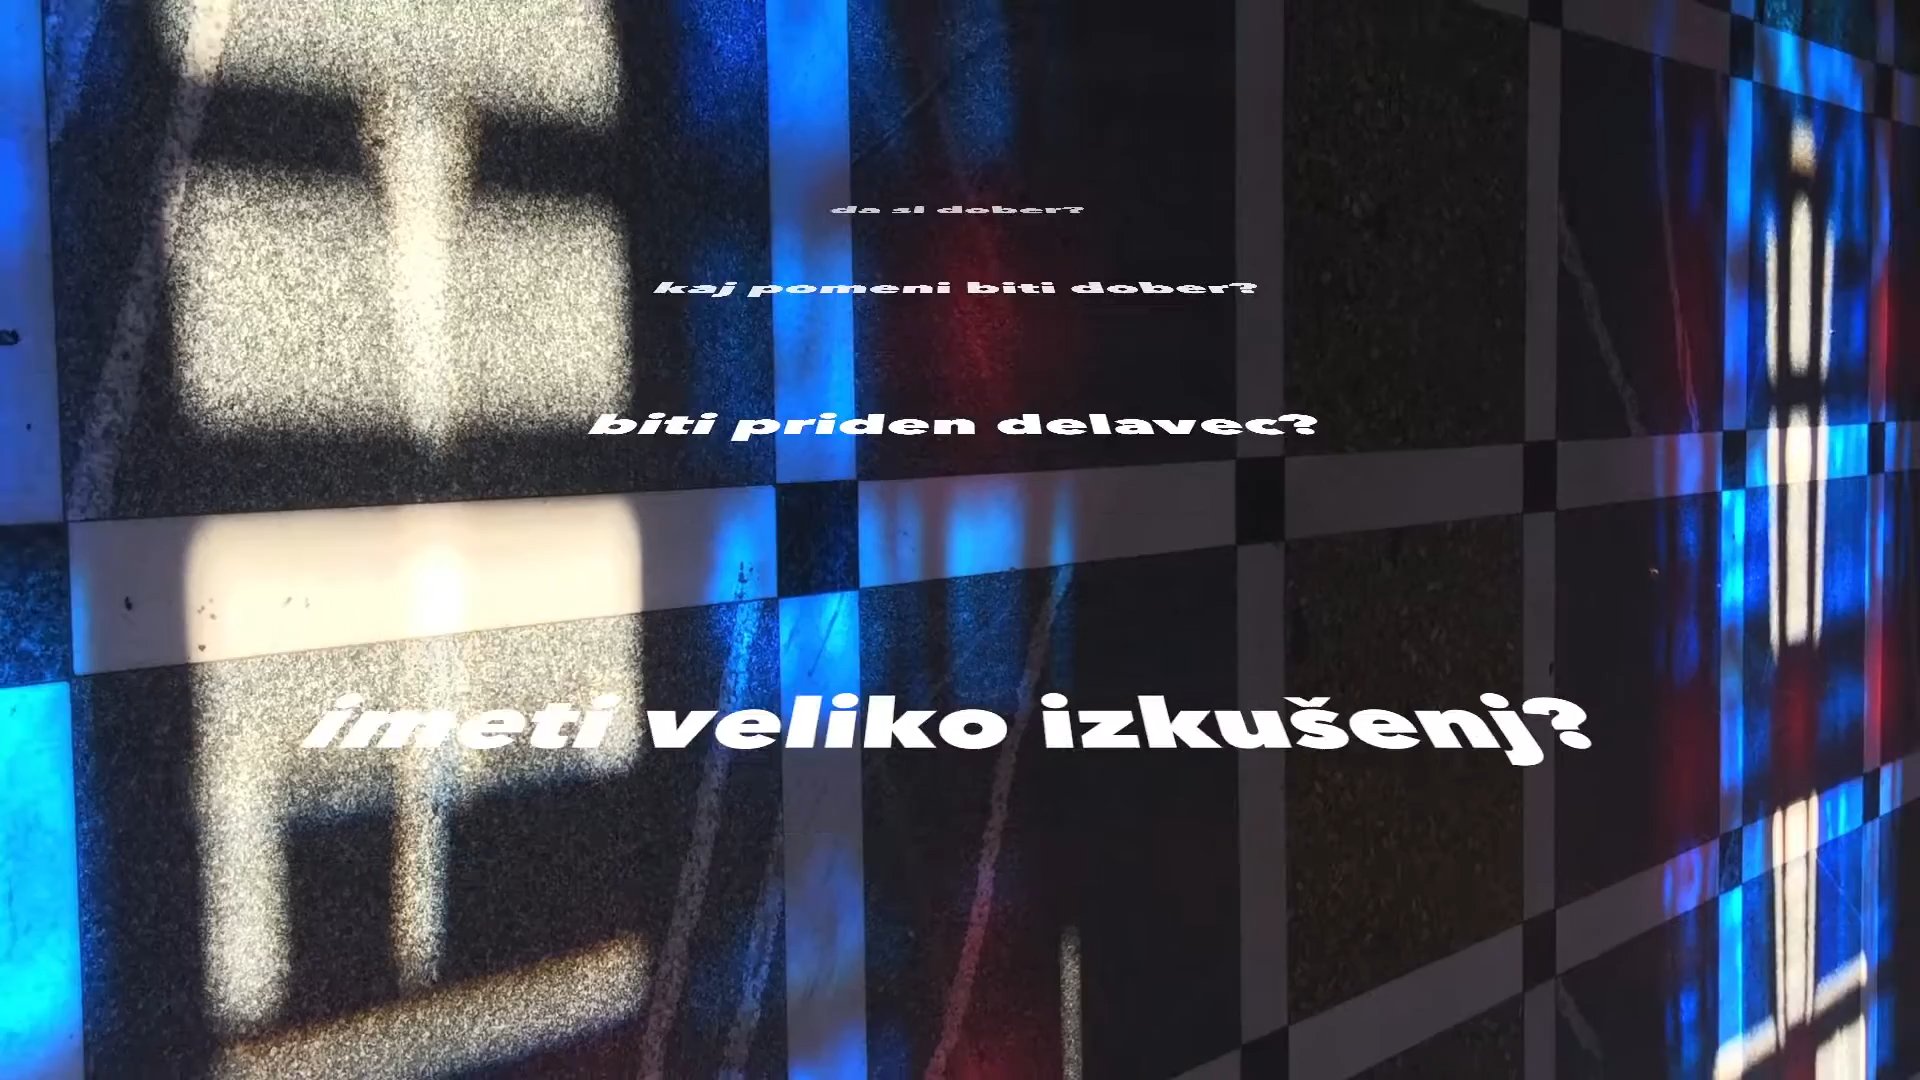 da si dober?
kaj pomeni biti dober?
biti priden delavec?
imeti veliko izkušenj?